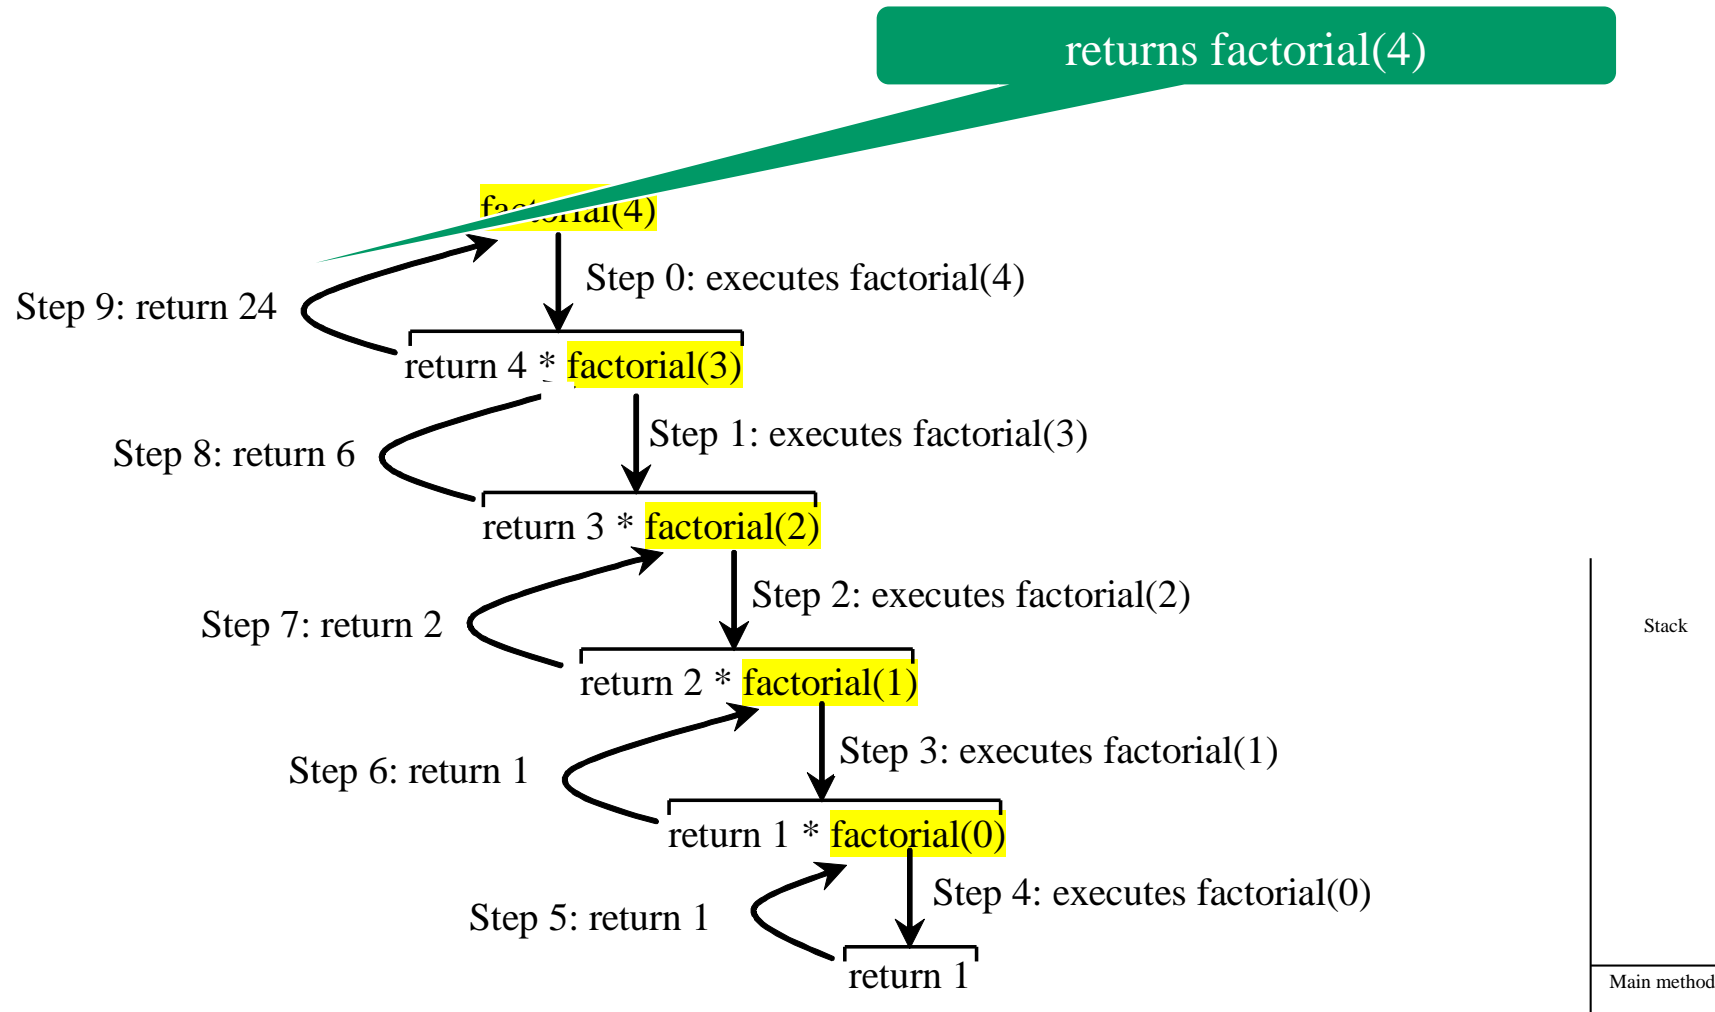 returns factorial(4)
factorial(4)
Step 0: executes factorial(4)
Step 9: return 24
return 4 * factorial(3)
Step 1: executes factorial(3)
Step 8: return 6
return 3 * factorial(2)
Step 2: executes factorial(2)
Step 7: return 2
Stack
return 2 * factorial(1)
Step 3: executes factorial(1)
Step 6: return 1
return 1 * factorial(0)
Step 4: executes factorial(0)
Step 5: return 1
return 1
Main method